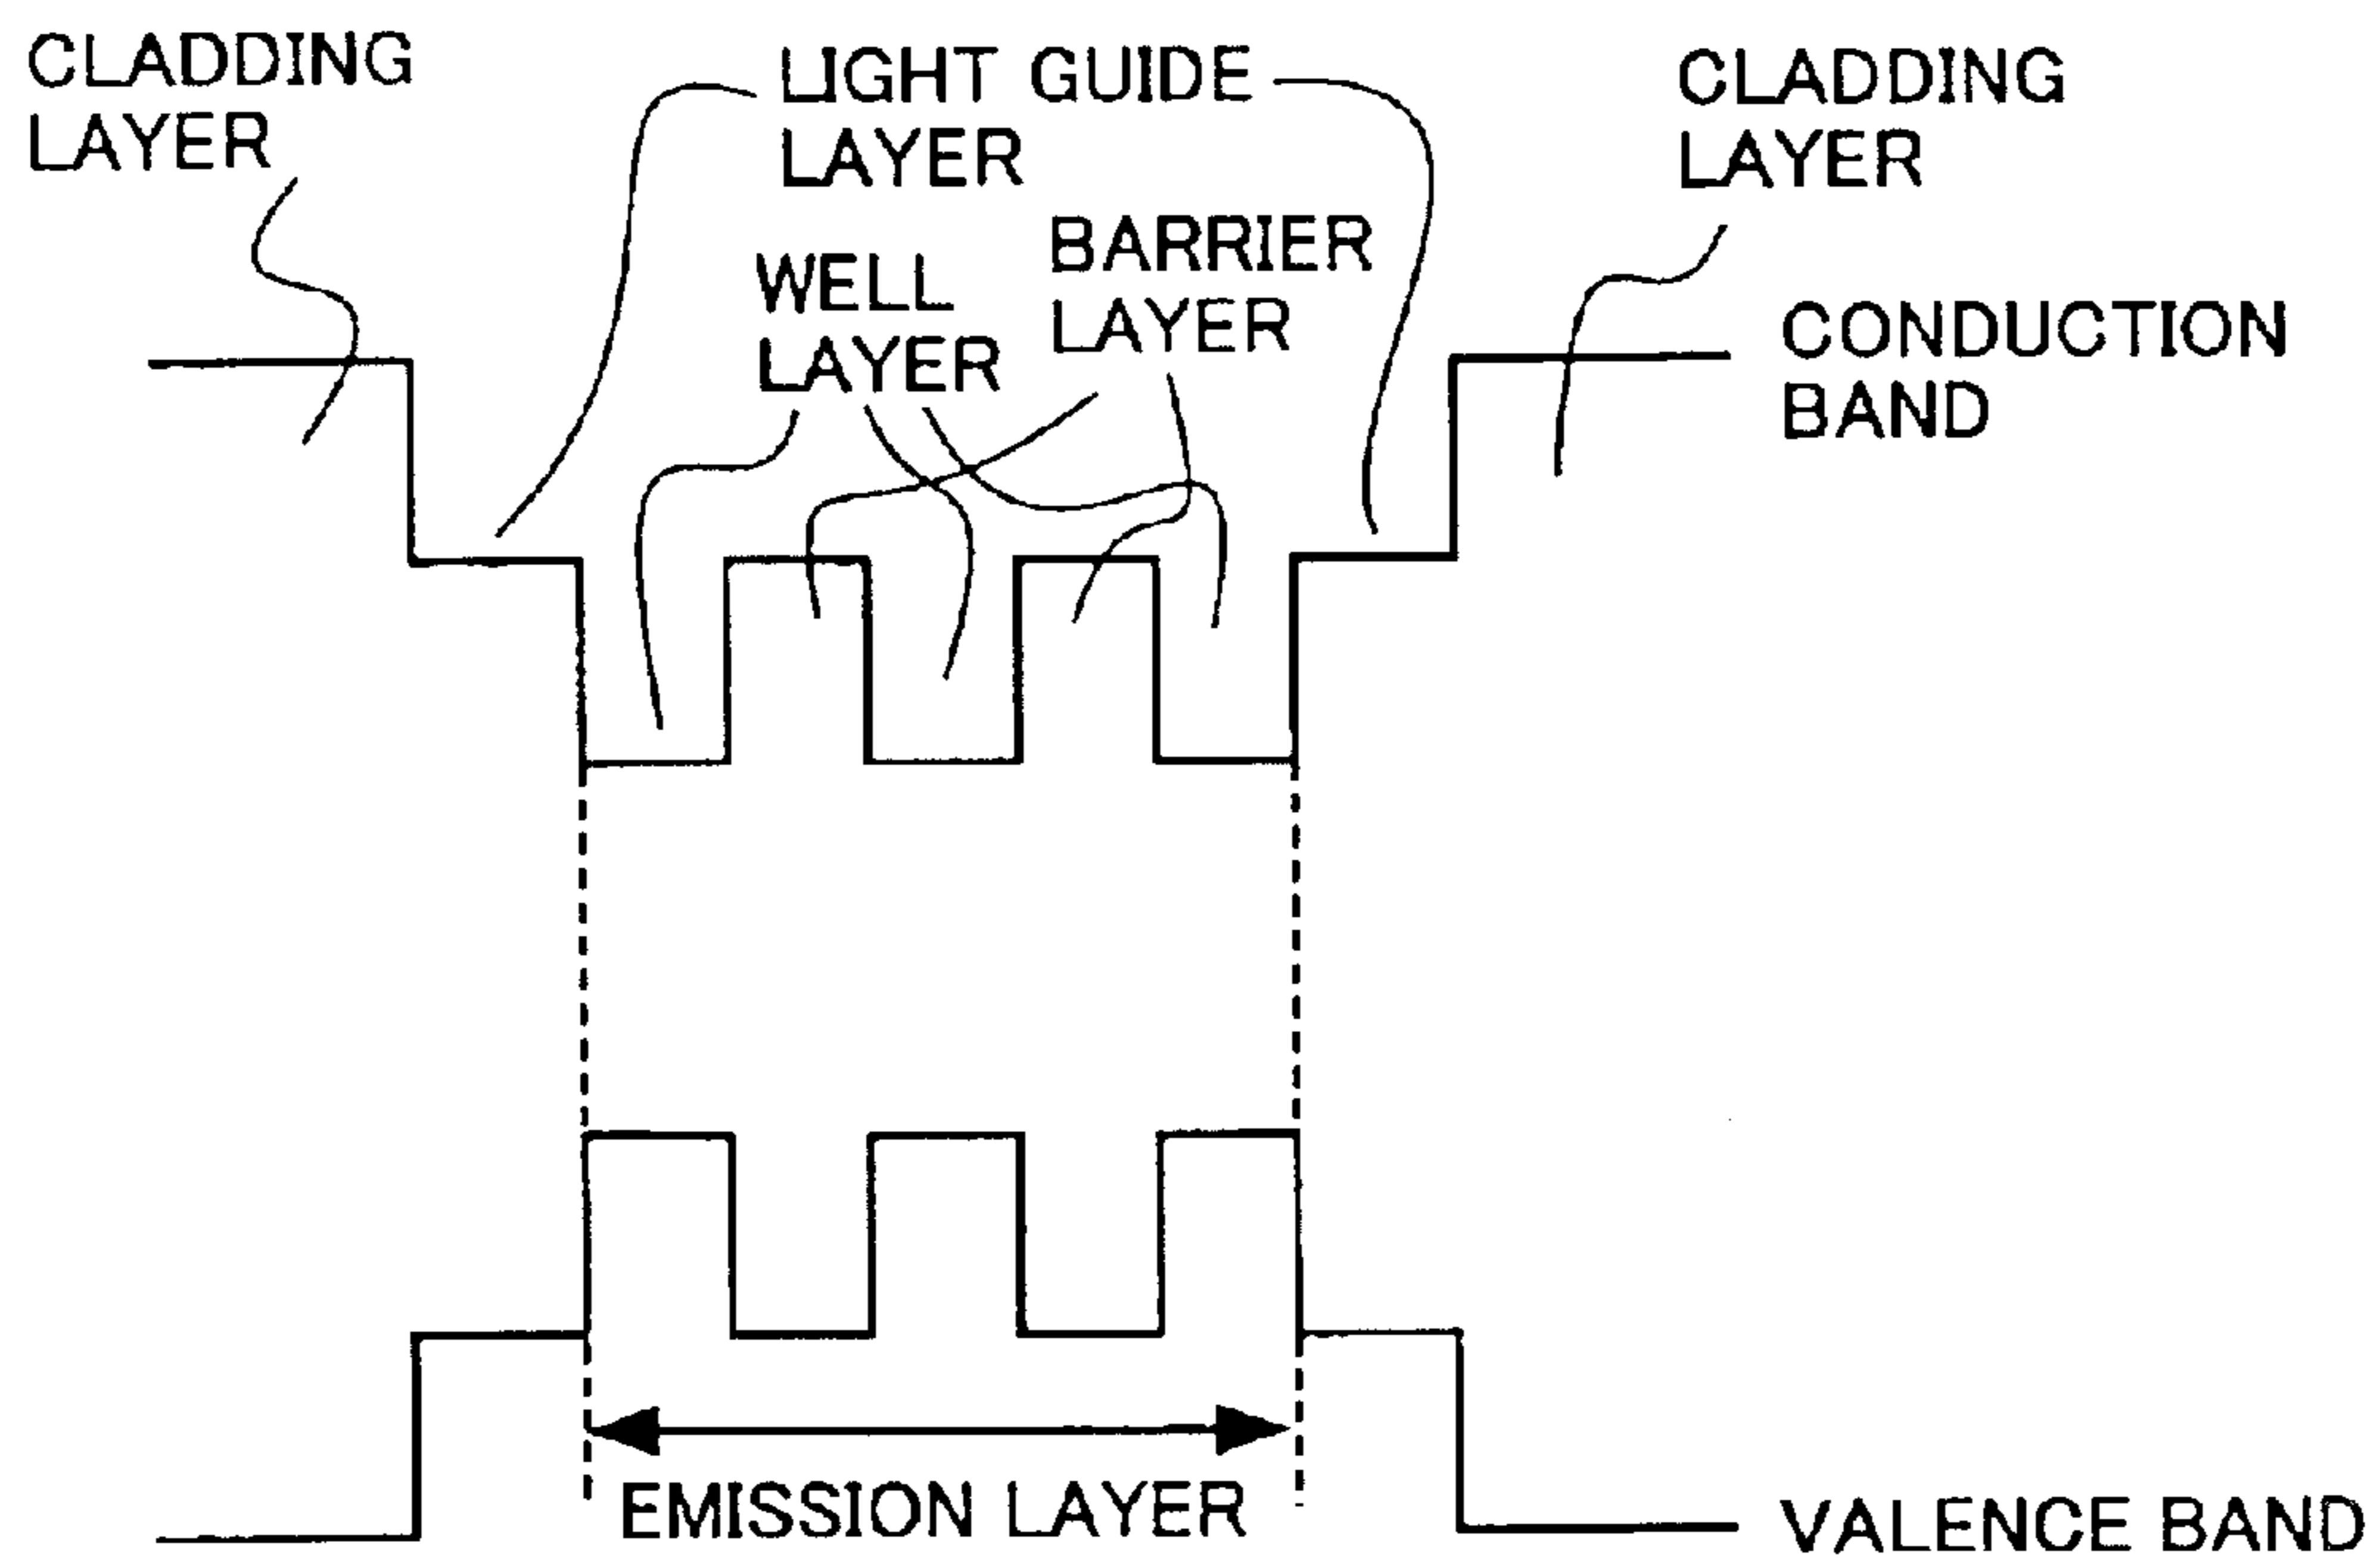 CLADDING
LAYER
LIGHT GUIDE
LAYER
CLADDING
LAYER
WELL
LAYER
BARRIER
LAYER
CONDUCTION
BAND
EMISSION LAYER
VALENCE BAND